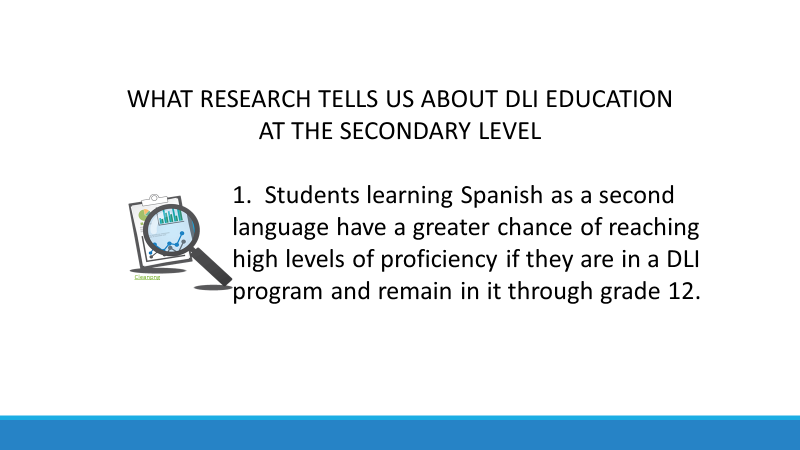 WHAT RESEARCH TELLS US ABOUT DLI EDUCATION
AT THE SECONDARY LEVEL
1. Students learning Spanish as a second
language have a greater chance of reaching
high levels of proficiency if they are in a DLI
program and remain in it through grade 12.
Cleanpng